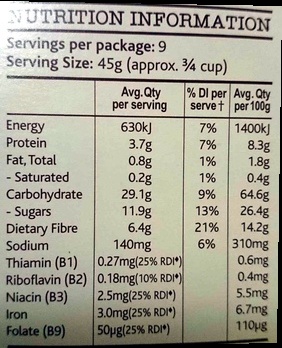 NUTRITION INFORMATION
Servings per package: 9
Serving Size: 45g (approx. ¾ cup)
Avg. Qty per serving % DI per serve† Avg. Qty per 100g
Energy 630kJ 7% 1400kJ
Protein 3.7g 7% 8.3g
Fat, Total 0.8g 1% 1.8g
- Saturated 0.2g 1% 0.4g
Carbohydrate 29.1g 9% 64.6g
- Sugars 11.9g 13% 26.4g
Dietary Fibre 6.4g 21% 14.2g
Sodium 140mg 6% 310mg
Thiamin (B1) 0.27mg(25% RDI*) 0.6mg
Riboflavin (B2) 0.18mg(10% RDI*) 0.4mg
Niacin (B3) 2.5mg(25% RDI*) 5.5mg
Iron 3.0mg(25% RDI*) 6.7mg
Folate (B9) 50µg(25% RDI*) 110µg